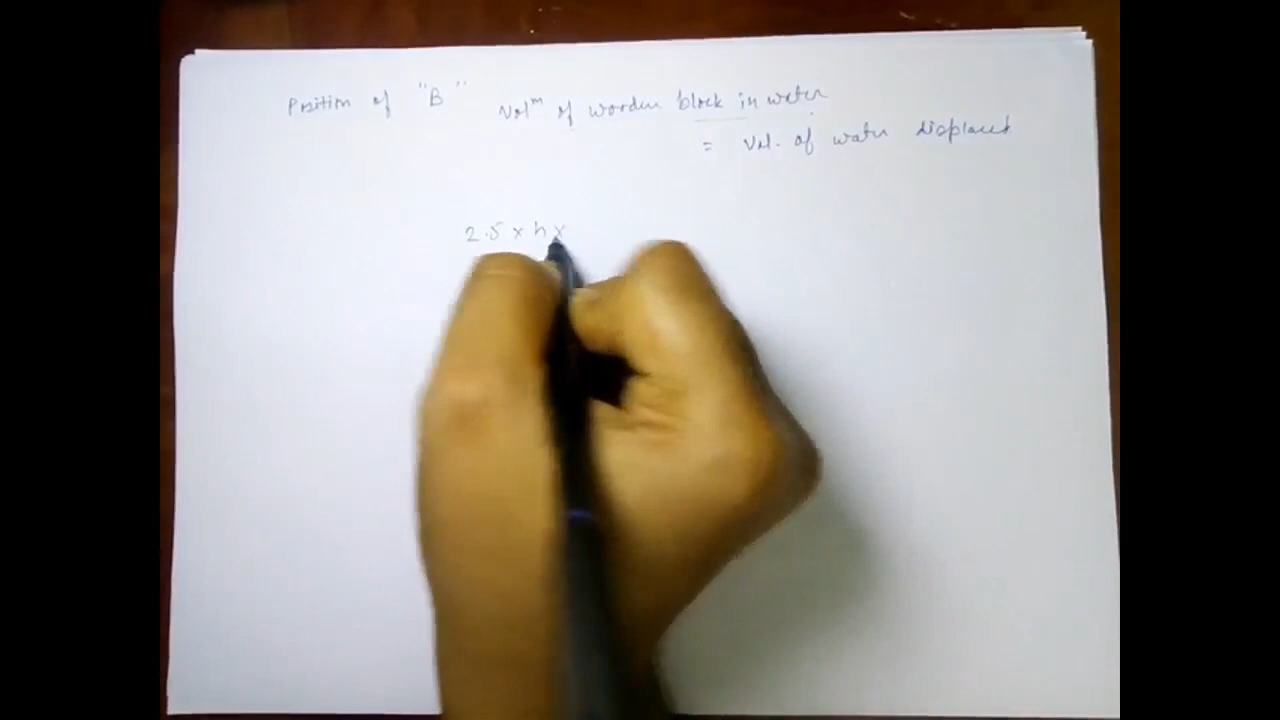 Position of "B" Volᵐ of wooden block in water
= Vol. of water displaced
2.5 × h ×